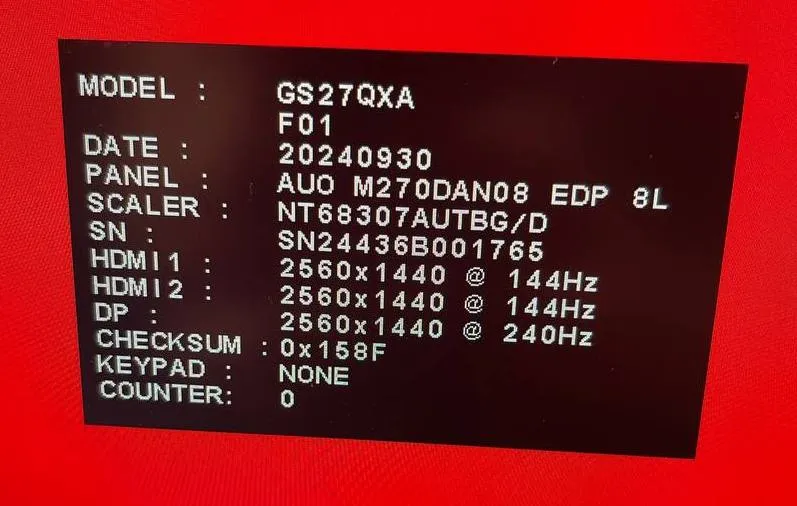 MODEL : GS27QXA
F01
DATE : 20240930
PANEL : AUO M270DAN08 EDP 8L
SCALER : NT68307AUTBG/D
SN : SN24436B001765
HDMI1 : 2560x1440 @ 144Hz
HDMI2 : 2560x1440 @ 144Hz
DP : 2560x1440 @ 240Hz
CHECKSUM : 0x158F
KEYPAD : NONE
COUNTER: 0